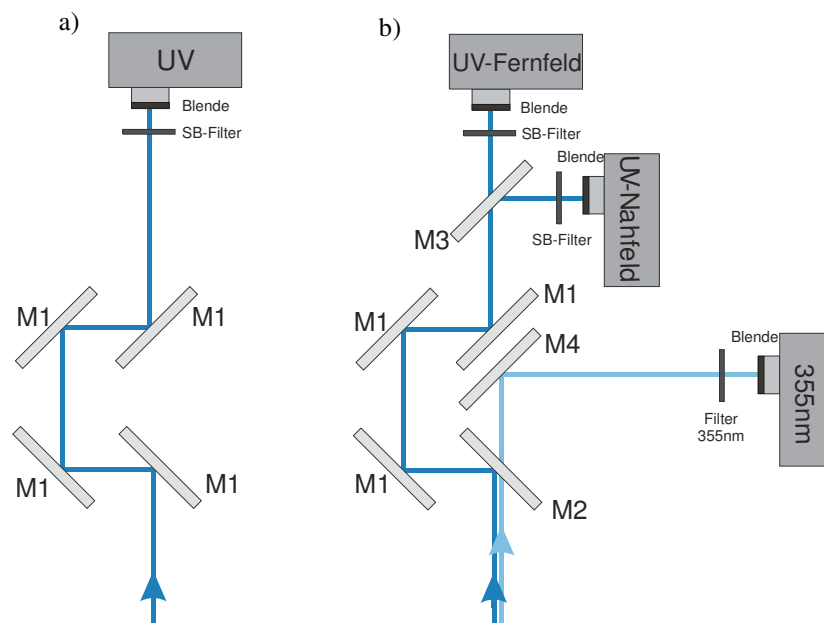 a)
UV
Blende
SB-Filter
M1
M1
M1
M1
b)
UV-Fernfeld
Blende
SB-Filter
Blende
UV-Nahfeld
SB-Filter
M3
M1
M1
M4
Blende
355nm
Filter
355nm
M1
M2